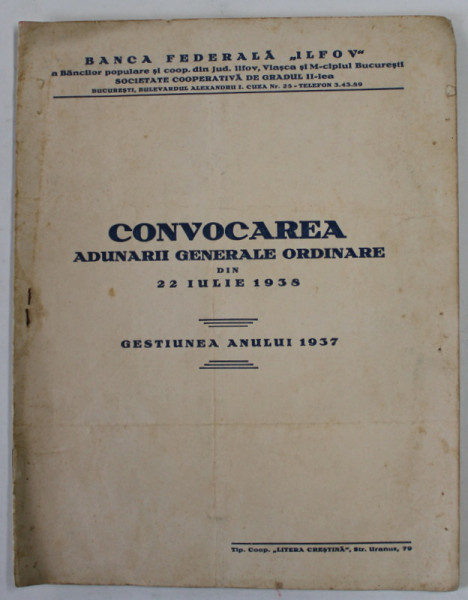 BANCA FEDERALĂ „ILFOV"
a Băncilor populare și coop. din jud. Ilfov, Vlașca și M-cipiul București
SOCIETATE COOPERATIVĂ DE GRADUL II-lea
BUCUREȘTI, BULEVARDUL ALEXANDRU I. CUZA Nr. 23 - TELEFON 3.43.59
CONVOCAREA
ADUNARII GENERALE ORDINARE
DIN
22 IULIE 1938
GESTIUNEA ANULUI 1937
Tip. Coop. „LITERA CREȘTINĂ", Str. Uranus, 79